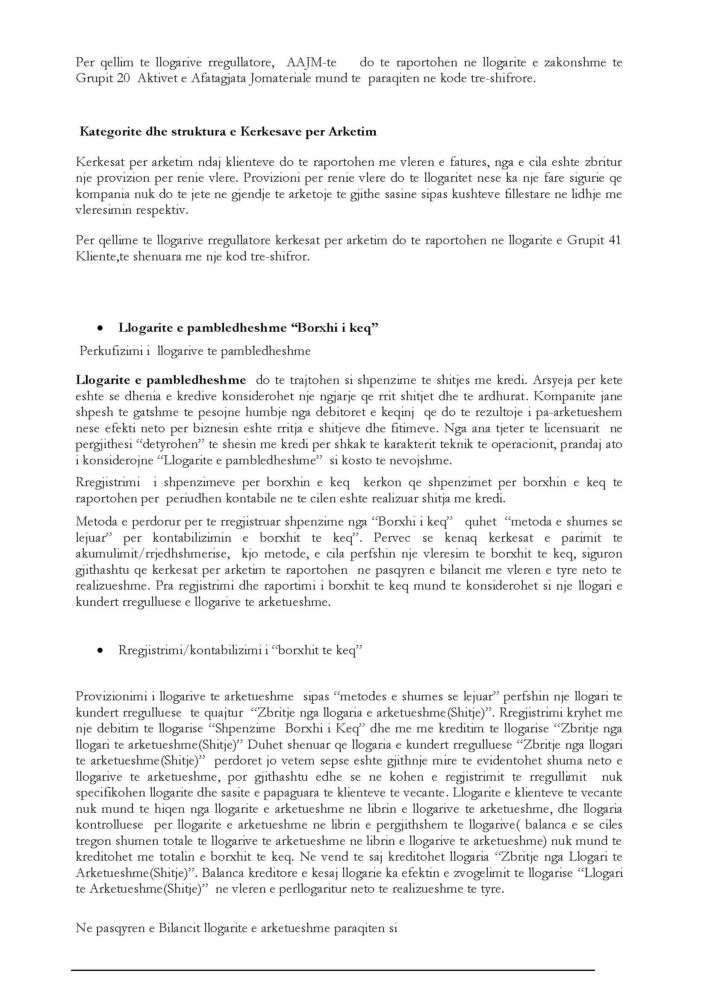 Per qellim te llogarive rregullatore, AAJM-te do te raportohen ne llogarite e zakonshme te
Grupit 20 Aktivet e Afatagjata Jomateriale mund te paraqiten ne kode tre-shifrore.
Kategorite dhe struktura e Kerkesave per Arketim
Kerkesat per arketim ndaj klienteve do te raportohen me vleren e fatures, nga e cila eshte zbritur
nje provizion per renie vlere. Provizioni per renie vlere do te llogaritet nese ka nje fare sigurie qe
kompania nuk do te jete ne gjendje te arketoje te gjithe sasine sipas kushteve fillestare ne lidhje me
vleresimin respektiv.
Per qellime te llogarive rregullatore kerkesat per arketim do te raportohen ne llogarite e Grupit 41
Kliente,te shenuara me nje kod tre-shifror.
• Llogarite e pambledheshme “Borxhi i keq”
Perkufizimi i llogarive te pambledheshme
Llogarite e pambledheshme do te trajtohen si shpenzime te shitjes me kredi. Arsyeja per kete
eshte se dhenia e kredive konsiderohet nje ngjarje qe rrit shitjet dhe te ardhurat. Kompanite jane
shpesh te gatshme te pesojne humbje nga debitoret e keqinj qe do te rezultoje i pa-arketueshem
nese efekti neto per biznesin eshte rritja e shitjeve dhe fitimeve. Nga ana tjeter te licensuarit ne
pergjithesi “detyrohen” te shesin me kredi per shkak te karakterit teknik te operacionit, prandaj ato
i konsiderojne “Llogarite e pambledheshme” si kosto te nevojshme.
Rregjistrimi i shpenzimeve per borxhin e keq kerkon qe shpenzimet per borxhin e keq te
raportohen per periudhen kontabile ne te cilen eshte realizuar shitja me kredi.
Metoda e perdorur per te rregjistruar shpenzime nga “Borxhi i keq” quhet “metoda e shumes se
lejuar” per kontabilizimin e borxhit te keq”. Pervec se kenaq kerkesat e parimit te
akumulimit/rrjedhshmerise, kjo metode, e cila perfshin nje vleresim te borxhit te keq, siguron
gjithashtu qe kerkesat per arketim te raportohen ne pasqyren e bilancit me vleren e tyre neto te
realizueshme. Pra regjistrimi dhe raportimi i borxhit te keq mund te konsiderohet si nje llogari e
kundert rregulluese e llogarive te arketueshme.
• Rregjistrimi/kontabilizimi i “borxhit te keq”
Provizionimi i llogarive te arketueshme sipas “metodes e shumes se lejuar” perfshin nje llogari te
kundert rregulluese te quajtur “Zbritje nga llogaria e arketueshme(Shitje)”. Rregjistrimi kryhet me
nje debitim te llogarise “Shpenzime Borxhi i Keq” dhe me me kreditim te llogarise “Zbritje nga
llogari te arketueshme(Shitje)” Duhet shenuar qe llogaria e kundert rregulluese “Zbritje nga llogari
te arketueshme(Shitje)” perdoret jo vetem sepse eshte gjithnje mire te evidentohet shuma neto e
llogarive te arketueshme, por gjithashtu edhe se ne kohen e regjistrimit te rregullimit nuk
specifikohen llogarite dhe sasite e papaguara te klienteve te vecante. Llogarite e klienteve te vecante
nuk mund te hiqen nga llogarite e arketueshme ne librin e llogarive te arketueshme, dhe llogaria
kontrolluese per llogarite e arketueshme ne librin e pergjithshem te llogarive( balanca e se ciles
tregon shumen totale te llogarive te arketueshme ne librin e llogarive te arketueshme) nuk mund te
kreditohet me totalin e borxhit te keq. Ne vend te saj kreditohet llogaria “Zbritje nga Llogari te
Arketueshme(Shitje)”. Balanca kreditore e kesaj llogarie ka efektin e zvogelimit te llogarise “Llogari
te Arketueshme(Shitje)” ne vleren e perllogaritur neto te realizueshme te tyre.
Ne pasqyren e Bilancit llogarite e arketueshme paraqiten si